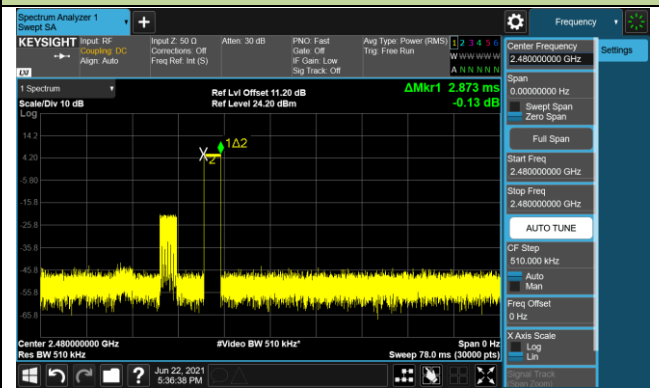 Spectrum Analyzer 1
Swept SA
+
Frequency
KEYSIGHT
Input: RF
Coupling: DC
Align: Auto
Input Z: 50 Ω
Corrections: Off
Freq Ref: Int (S)
Atten: 30 dB
PNO: Fast
Gate: Off
IF Gain: Low
Sig Track: Off
Avg Type: Power (RMS)
Trig: Free Run
1 2 3 4 5 6
W W W W W W
A N N N N N
LXI
1 Spectrum
Scale/Div 10 dB
Log
Ref Lvl Offset 11.20 dB
Ref Level 24.20 dBm
ΔMkr1 2.873 ms
-0.13 dB
14.2
4.20
-5.80
-15.8
-25.8
-35.8
-45.8
-55.8
-65.8
X
2
1Δ2
Center 2.480000000 GHz
Res BW 510 kHz
#Video BW 510 kHz*
Span 0 Hz
Sweep 78.0 ms (30000 pts)
Center Frequency
2.480000000 GHz
Settings
Span
0.00000000 Hz
Swept Span
Zero Span
Full Span
Start Freq
2.480000000 GHz
Stop Freq
2.480000000 GHz
AUTO TUNE
CF Step
510.000 kHz
Auto
Man
Freq Offset
0 Hz
X Axis Scale
Log
Lin
Signal Track
(Span Zoom)
?
Jun 22, 2021
5:36:38 PM